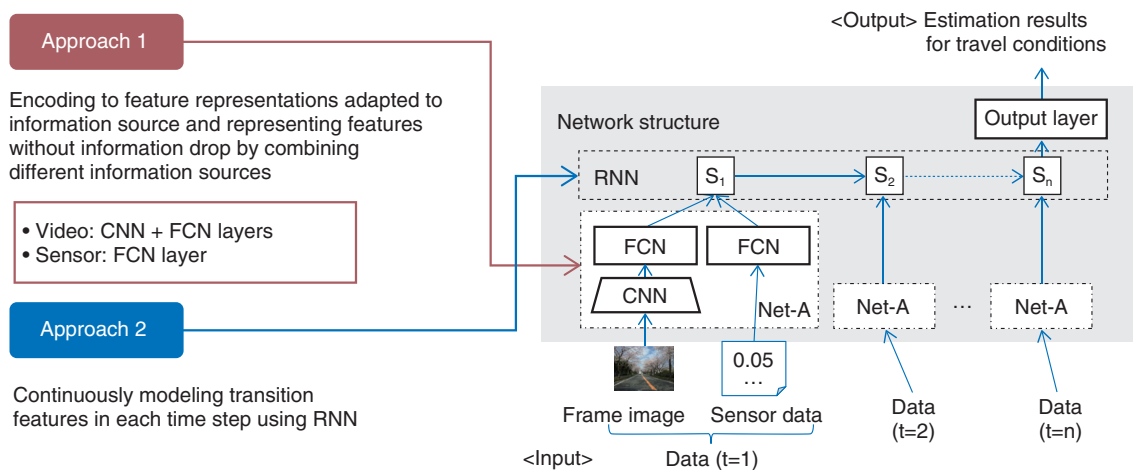 Approach 1
Encoding to feature representations adapted to
information source and representing features
without information drop by combining
different information sources
• Video: CNN + FCN layers
• Sensor: FCN layer
Approach 2
Continuously modeling transition
features in each time step using RNN
<Output> Estimation results
for travel conditions
Network structure
Output layer
RNN
S1
S2
Sn
FCN
FCN
CNN
Net-A
Net-A
...
Net-A
0.05
...
Frame image
Sensor data
Data
(t=2)
Data
(t=n)
<Input>
Data (t=1)